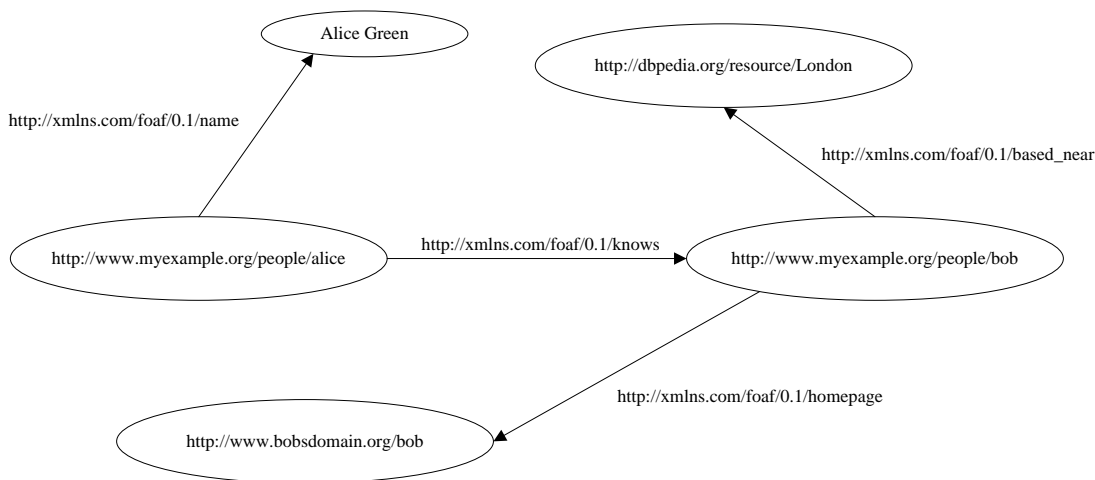 Alice Green
http://dbpedia.org/resource/London
http://xmlns.com/foaf/0.1/name
http://xmlns.com/foaf/0.1/based_near
http://www.myexample.org/people/alice
http://xmlns.com/foaf/0.1/knows
http://www.myexample.org/people/bob
http://xmlns.com/foaf/0.1/homepage
http://www.bobsdomain.org/bob